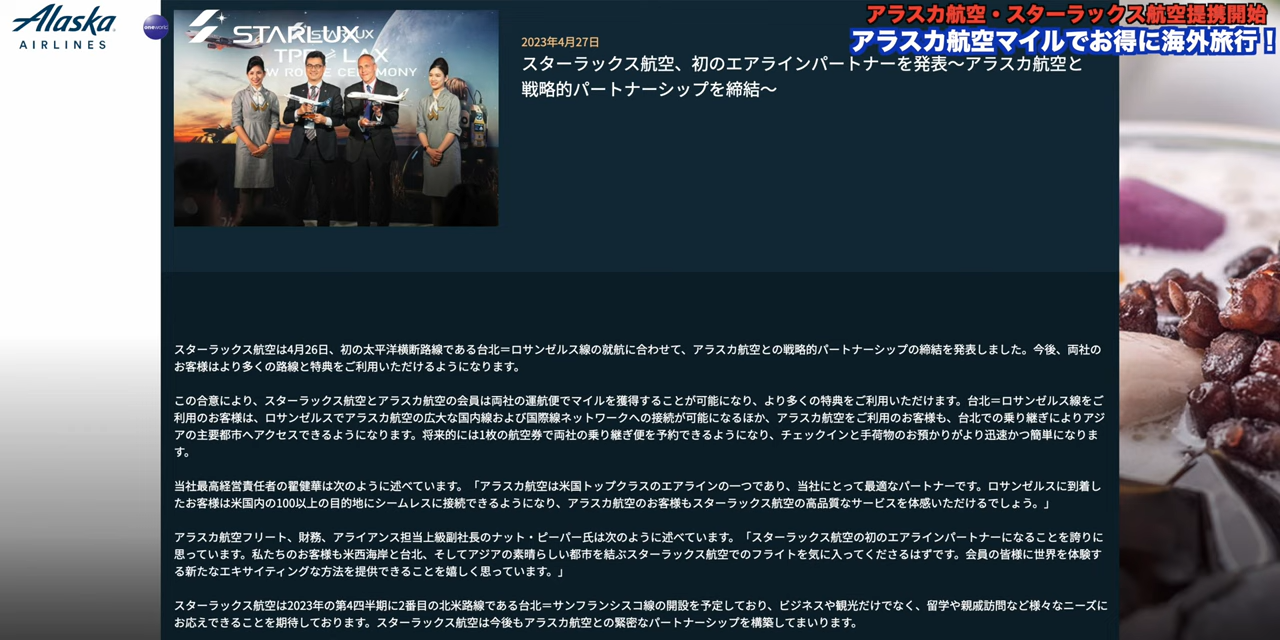 Alaska
AIRLINES
oneworld
STARLUX
TPE LAX
NEW ROUTE CEREMONY
アラスカ航空・スターラックス航空提携開始
アラスカ航空マイルでお得に海外旅行！
2023年4月27日
スターラックス航空、初のエアラインパートナーを発表〜アラスカ航空と
戦略的パートナーシップを締結〜
スターラックス航空は4月26日、初の太平洋横断路線である台北＝ロサンゼルス線の就航に合わせて、アラスカ航空との戦略的パートナーシップの締結を発表しました。今後、両社の
お客様はより多くの路線と特典をご利用いただけるようになります。
この合意により、スターラックス航空とアラスカ航空の会員は両社の運航便でマイルを獲得することが可能になり、より多くの特典をご利用いただけます。台北＝ロサンゼルス線をご
利用のお客様は、ロサンゼルスでアラスカ航空の広大な国内線および国際線ネットワークへの接続が可能になるほか、アラスカ航空をご利用のお客様も、台北での乗り継ぎによりアジ
アの主要都市へアクセスできるようになります。将来的には1枚の航空券で両社の乗り継ぎ便を予約できるようになり、チェックインと手荷物のお預かりがより迅速かつ簡単になりま
す。
当社最高経営責任者の翟健華は次のように述べています。「アラスカ航空は米国トップクラスのエアラインの一つであり、当社にとって最適なパートナーです。ロサンゼルスに到着し
たお客様は米国内の100以上の目的地にシームレスに接続できるようになり、アラスカ航空のお客様もスターラックス航空の高品質なサービスを体感いただけるでしょう。」
アラスカ航空フリート、財務、アライアンス担当上級副社長のナット・ピーパー氏は次のように述べています。「スターラックス航空の初のエアラインパートナーになることを誇りに
思っています。私たちのお客様も米西海岸と台北、そしてアジアの素晴らしい都市を結ぶスターラックス航空でのフライトを気に入ってくださるはずです。会員の皆様に世界を体験す
る新たなエキサイティングな方法を提供できることを嬉しく思っています。」
スターラックス航空は2023年の第4四半期に2番目の北米路線である台北＝サンフランシスコ線の開設を予定しており、ビジネスや観光だけでなく、留学や親戚訪問など様々なニーズに
お応えできることを期待しております。スターラックス航空は今後もアラスカ航空との緊密なパートナーシップを構築してまいります。